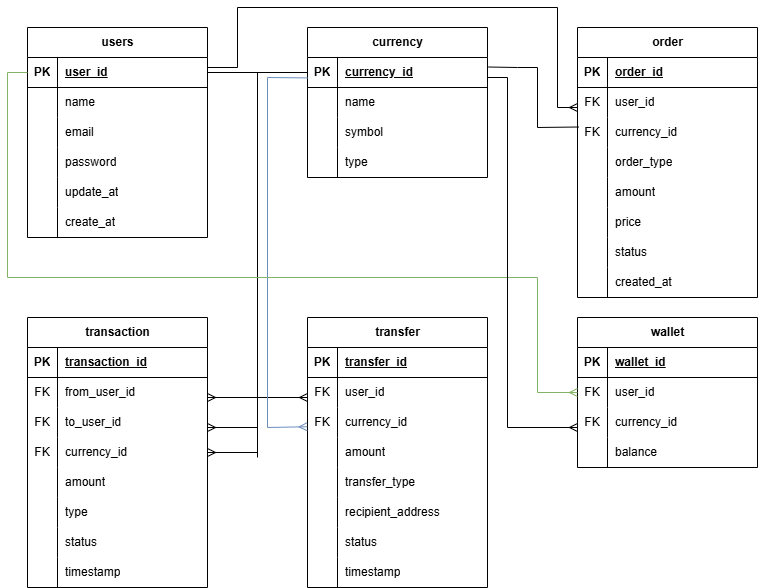 users
PK user_id
name
email
password
update_at
create_at
currency
PK currency_id
name
symbol
type
order
PK order_id
FK user_id
FK currency_id
order_type
amount
price
status
created_at
transaction
PK transaction_id
FK from_user_id
FK to_user_id
FK currency_id
amount
type
status
timestamp
transfer
PK transfer_id
FK user_id
FK currency_id
amount
transfer_type
recipient_address
status
timestamp
wallet
PK wallet_id
FK user_id
FK currency_id
balance